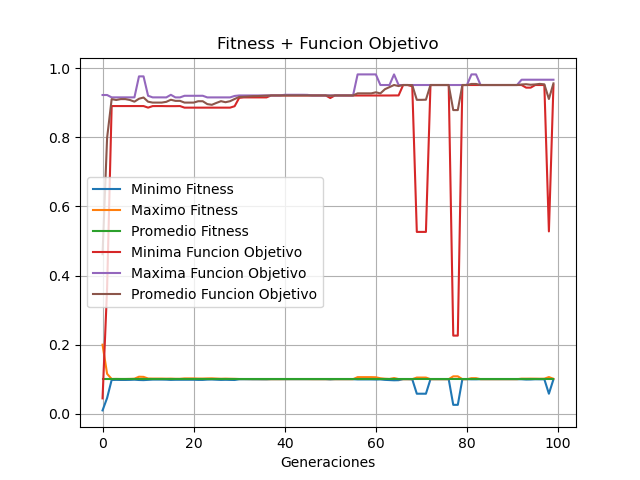 Fitness + Funcion Objetivo
1.0
0.8
0.6
0.4
0.2
0.0
Minimo Fitness
Maximo Fitness
Promedio Fitness
Minima Funcion Objetivo
Maxima Funcion Objetivo
Promedio Funcion Objetivo
0 20 40 60 80 100
Generaciones